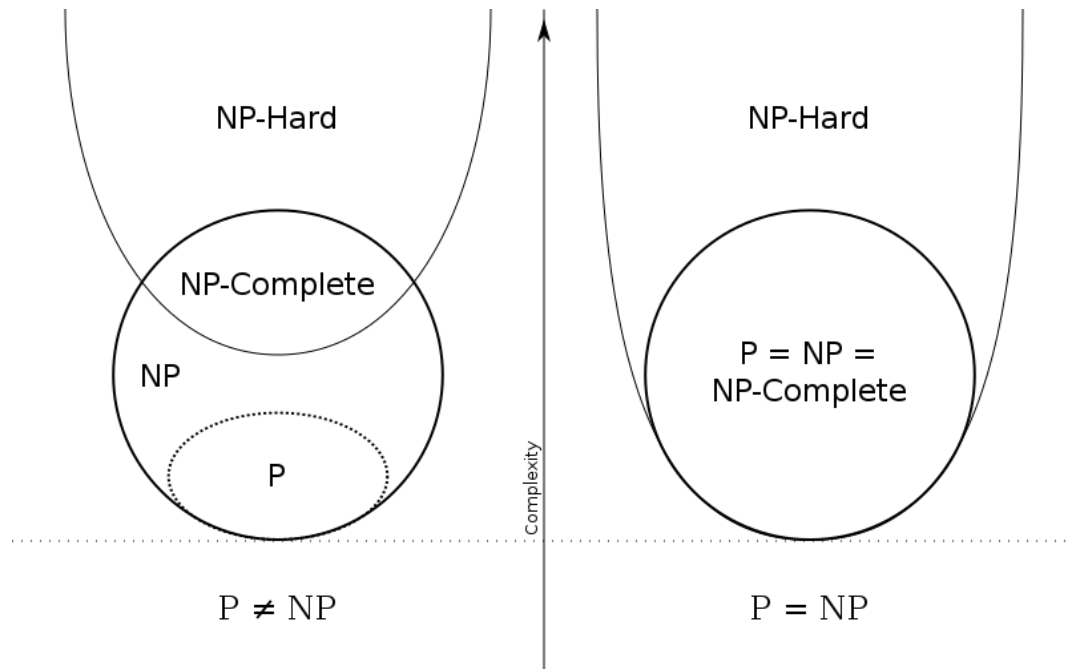 NP-Hard
NP-Complete
NP
P
P ≠ NP
Complexity
NP-Hard
P = NP =
NP-Complete
P = NP